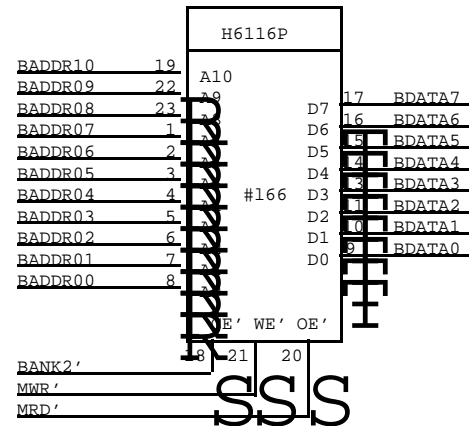 H6116P
BADDR10 19 A10
BADDR09 22 A9
BADDR08 23 D7 17 BDATA7
BADDR07 1 D6 16 BDATA6
BADDR06 2 D5 15 BDATA5
BADDR05 3 D4 14 BDATA4
BADDR04 4 #166 D3 13 BDATA3
BADDR03 5 D2 11 BDATA2
BADDR02 6 D1 10 BDATA1
BADDR01 7 D0 9 BDATA0
BADDR00 8
WE' OE'
18 21 20
BANK2'
MWR'
MRD'
SSS